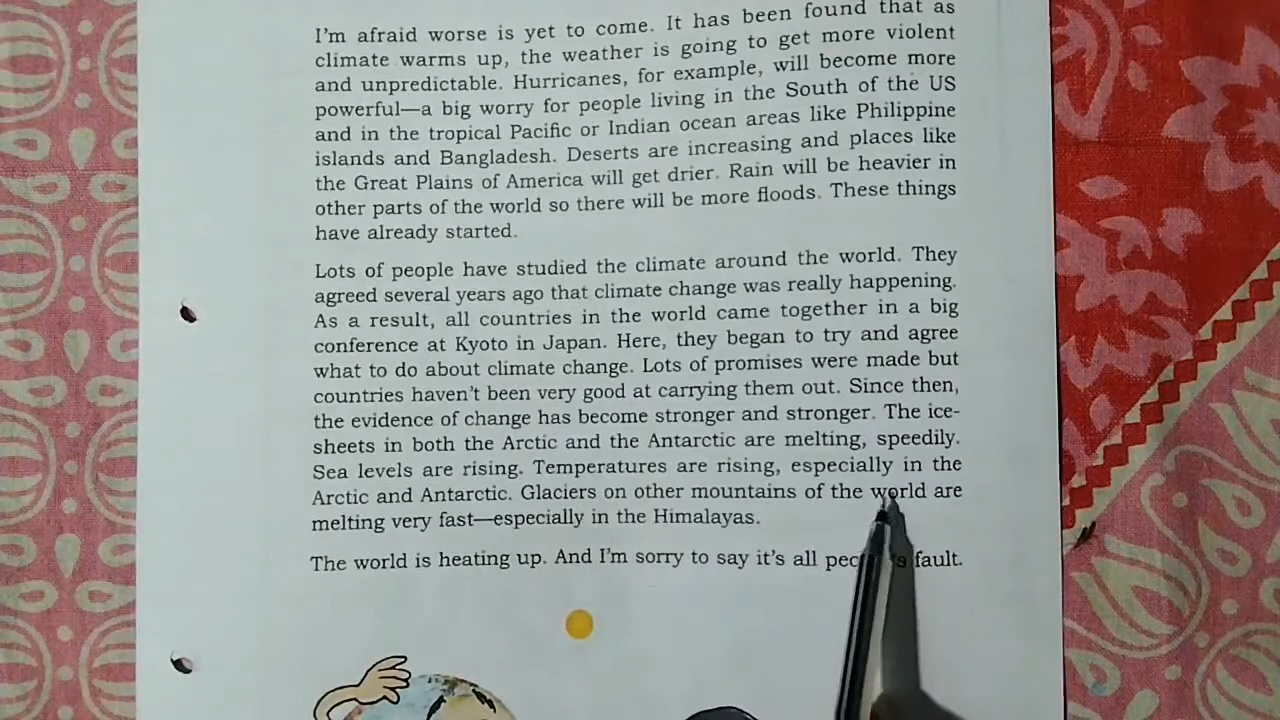 I'm afraid worse is yet to come. It has been found that as
climate warms up, the weather is going to get more violent
and unpredictable. Hurricanes, for example, will become more
powerful—a big worry for people living in the South of the US
and in the tropical Pacific or Indian ocean areas like Philippine
islands and Bangladesh. Deserts are increasing and places like
the Great Plains of America will get drier. Rain will be heavier in
other parts of the world so there will be more floods. These things
have already started.
Lots of people have studied the climate around the world. They
agreed several years ago that climate change was really happening.
As a result, all countries in the world came together in a big
conference at Kyoto in Japan. Here, they began to try and agree
what to do about climate change. Lots of promises were made but
countries haven't been very good at carrying them out. Since then,
the evidence of change has become stronger and stronger. The ice-
sheets in both the Arctic and the Antarctic are melting, speedily.
Sea levels are rising. Temperatures are rising, especially in the
Arctic and Antarctic. Glaciers on other mountains of the world are
melting very fast—especially in the Himalayas.
The world is heating up. And I'm sorry to say it's all fault.